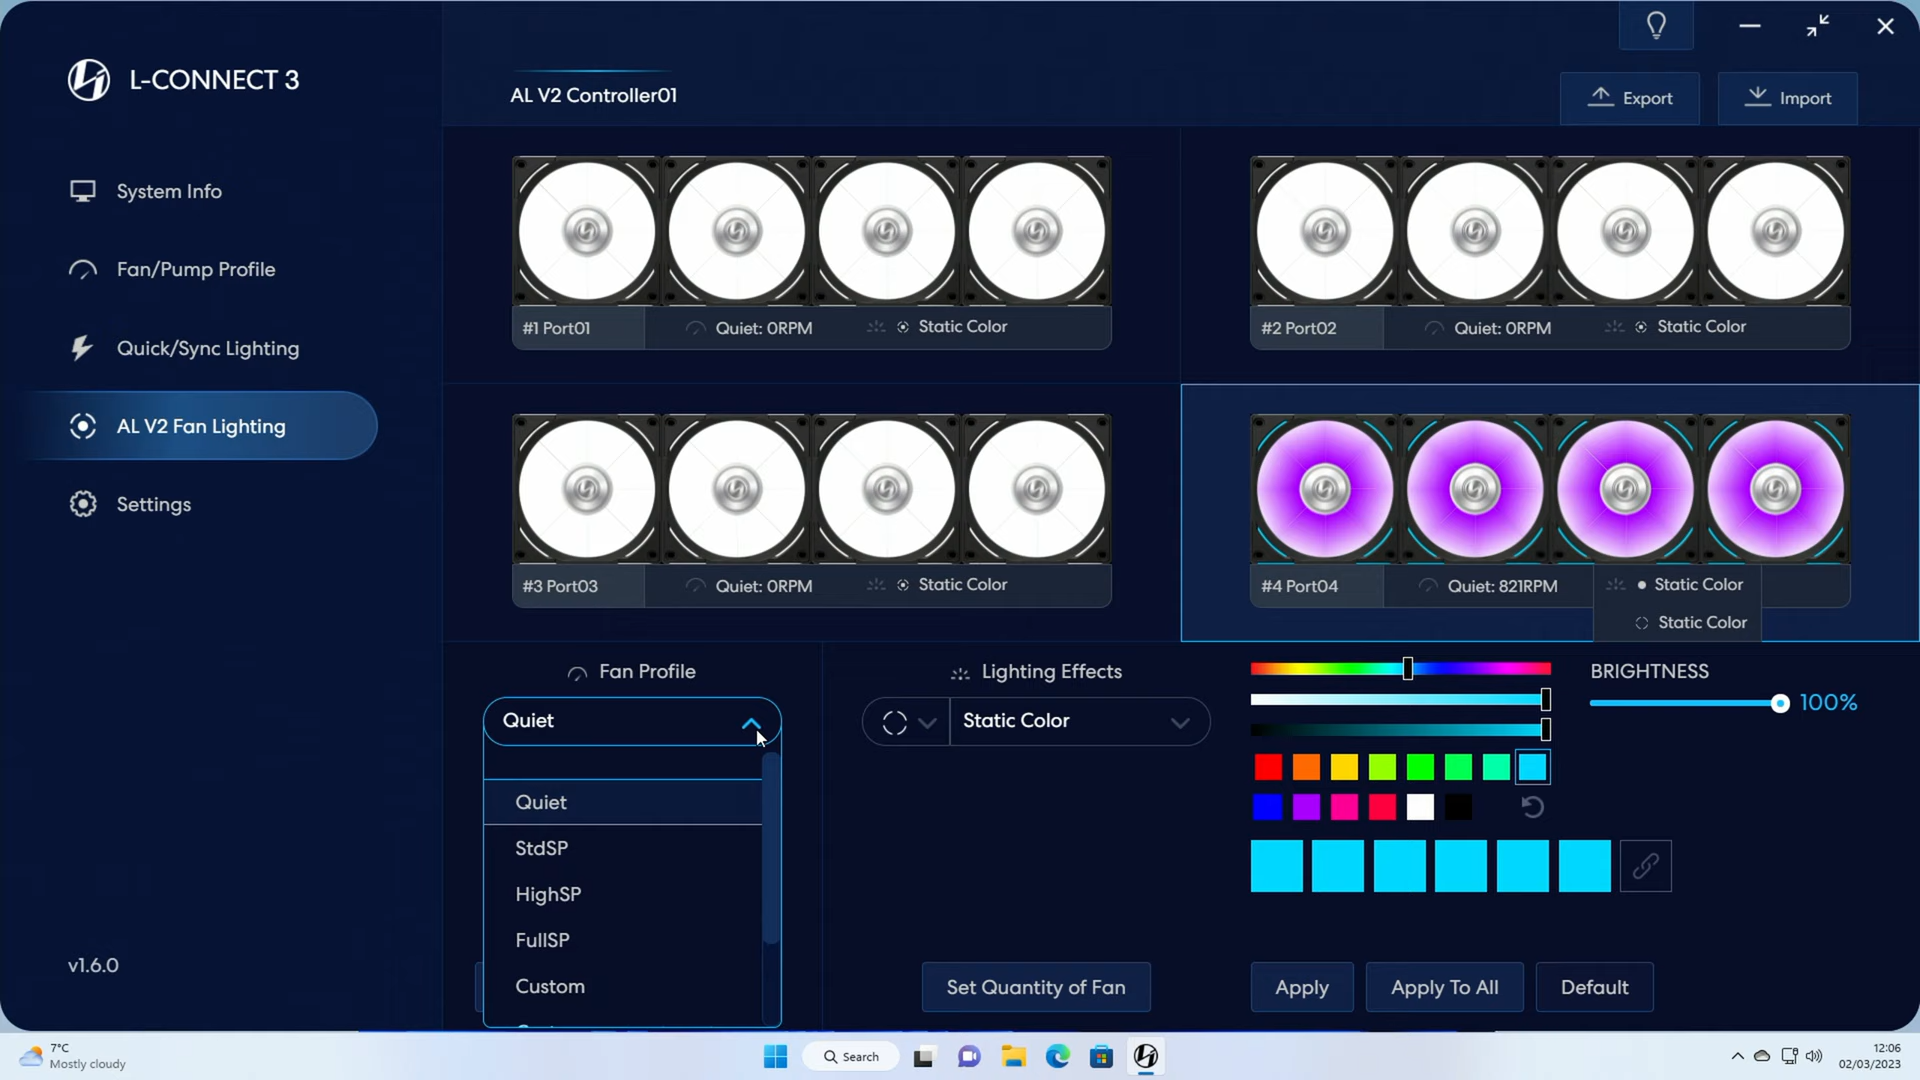 L-CONNECT 3
System Info
Fan/Pump Profile
Quick/Sync Lighting
AL V2 Fan Lighting
Settings
v1.6.0
AL V2 Controller01
Export
Import
#1 Port01
Quiet: 0RPM
Static Color
#2 Port02
Quiet: 0RPM
Static Color
#3 Port03
Quiet: 0RPM
Static Color
#4 Port04
Quiet: 821RPM
Static Color
Static Color
Fan Profile
Quiet
Quiet
StdSP
HighSP
FullSP
Custom
Lighting Effects
Static Color
BRIGHTNESS
100%
Set Quantity of Fan
Apply
Apply To All
Default
7°C
Mostly cloudy
Search
12:06
02/03/2023